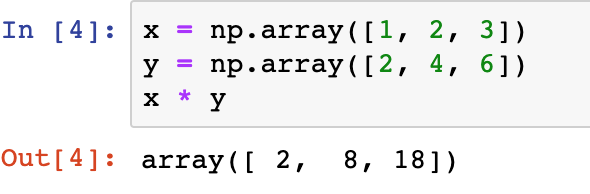 In [4]: x = np.array([1, 2, 3])
y = np.array([2, 4, 6])
x * y
Out[4]: array([ 2,  8, 18])